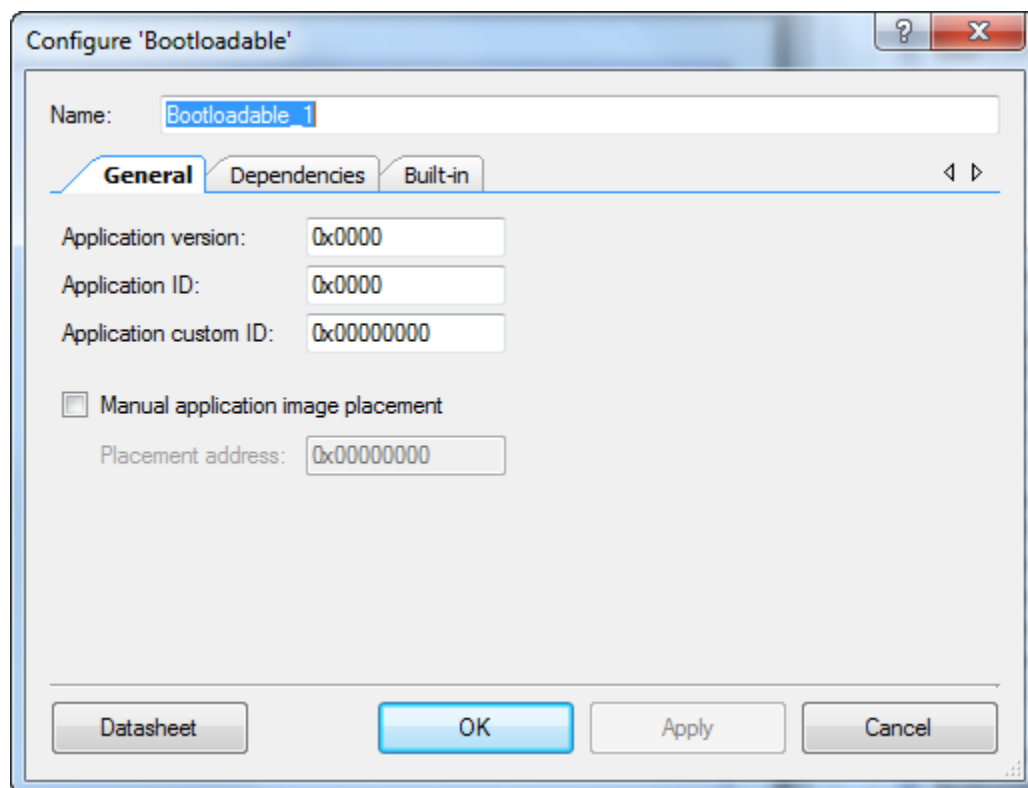 Configure 'Bootloadable'
Name: Bootloadable_1
General Dependencies Built-in
Application version: 0x0000
Application ID: 0x0000
Application custom ID: 0x00000000
Manual application image placement
Placement address: 0x00000000
Datasheet OK Apply Cancel